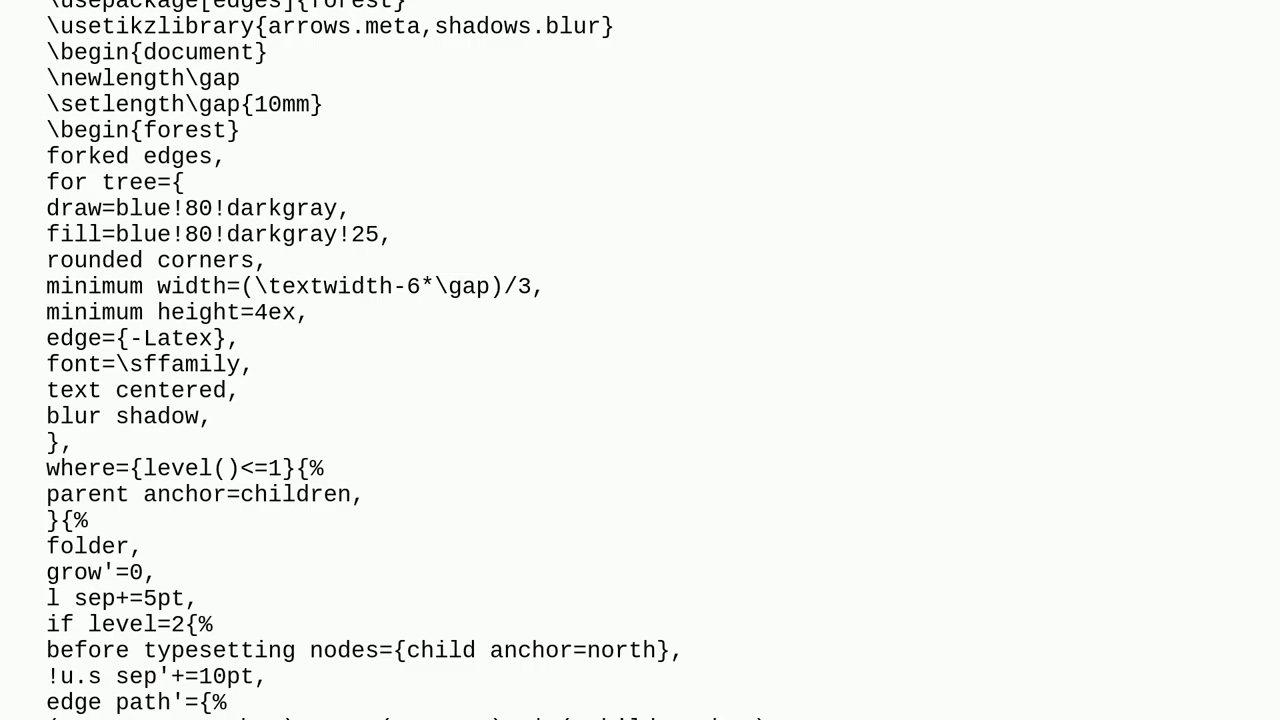 \usepackage[edges]{forest}
\usetikzlibrary{arrows.meta,shadows.blur}
\begin{document}
\newlength\gap
\setlength\gap{10mm}
\begin{forest}
forked edges,
for tree={
draw=blue!80!darkgray,
fill=blue!80!darkgray!25,
rounded corners,
minimum width=(\textwidth-6*\gap)/3,
minimum height=4ex,
edge={-Latex},
font=\sffamily,
text centered,
blur shadow,
},
where={level()<=1}{%
parent anchor=children,
}{%
folder,
grow'=0,
l sep+=5pt,
if level=2{%
before typesetting nodes={child anchor=north},
!u.s sep'+=10pt,
edge path'={%